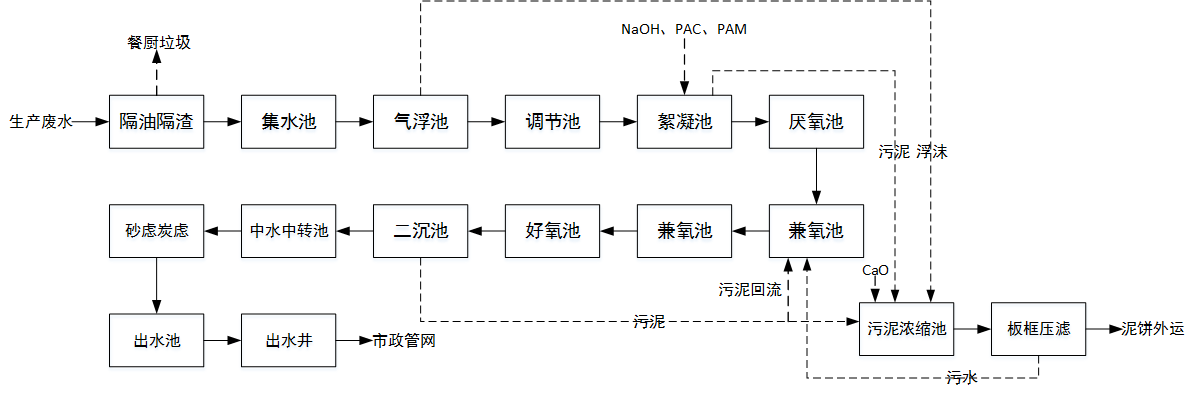 餐厨垃圾
NaOH、PAC、PAM
生产废水
隔油隔渣
集水池
气浮池
调节池
絮凝池
厌氧池
污泥
浮沫
砂虑炭虑
中水中转池
二沉池
好氧池
兼氧池
兼氧池
CaO
污泥回流
污泥
出水池
出水井
市政管网
污泥浓缩池
板框压滤
泥饼外运
污水